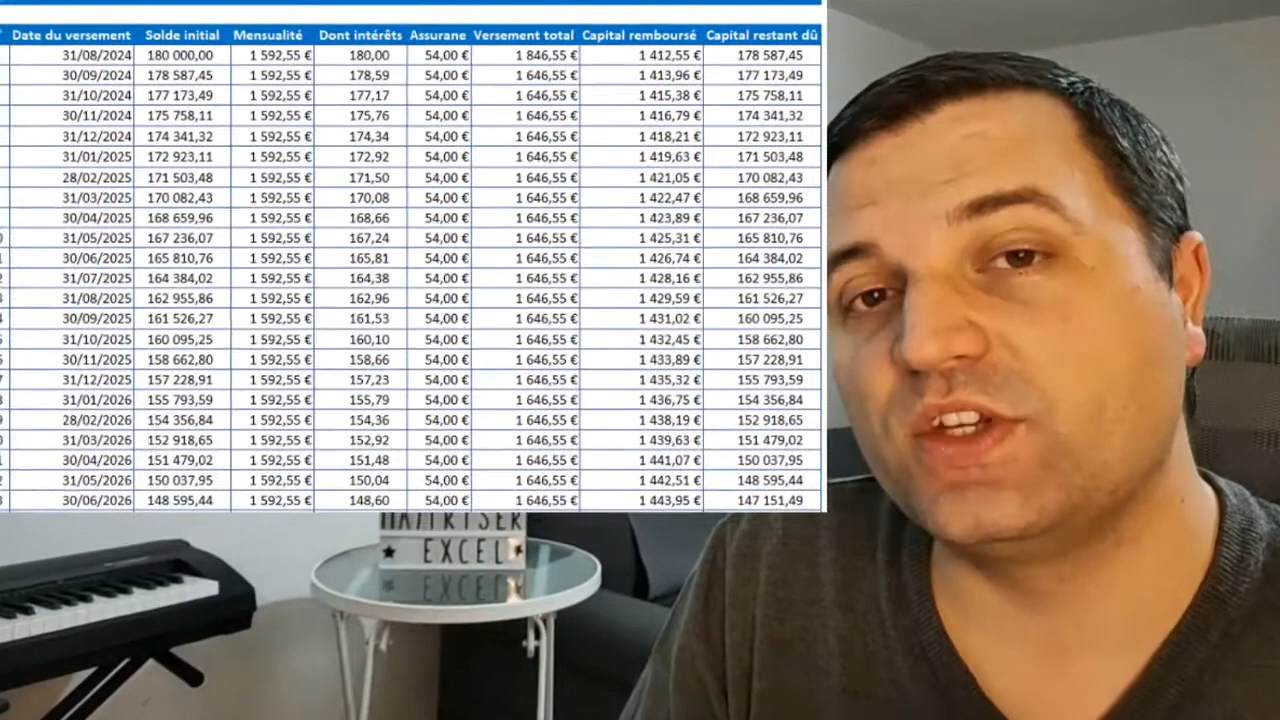 Date du versement Solde initial Mensualité Dont intérêts Assurane Versement total Capital remboursé Capital restant dû
31/08/2024 180 000,00 1 592,55 € 180,00 54,00 € 1 846,55 € 1 412,55 € 178 587,45
30/09/2024 178 587,45 1 592,55 € 178,59 54,00 € 1 646,55 € 1 413,96 € 177 173,49
31/10/2024 177 173,49 1 592,55 € 177,17 54,00 € 1 646,55 € 1 415,38 € 175 758,11
30/11/2024 175 758,11 1 592,55 € 175,76 54,00 € 1 646,55 € 1 416,79 € 174 341,32
31/12/2024 174 341,32 1 592,55 € 174,34 54,00 € 1 646,55 € 1 418,21 € 172 923,11
31/01/2025 172 923,11 1 592,55 € 172,92 54,00 € 1 646,55 € 1 419,63 € 171 503,48
28/02/2025 171 503,48 1 592,55 € 171,50 54,00 € 1 646,55 € 1 421,05 € 170 082,43
31/03/2025 170 082,43 1 592,55 € 170,08 54,00 € 1 646,55 € 1 422,47 € 168 659,96
30/04/2025 168 659,96 1 592,55 € 168,66 54,00 € 1 646,55 € 1 423,89 € 167 236,07
31/05/2025 167 236,07 1 592,55 € 167,24 54,00 € 1 646,55 € 1 425,31 € 165 810,76
30/06/2025 165 810,76 1 592,55 € 165,81 54,00 € 1 646,55 € 1 426,74 € 164 384,02
31/07/2025 164 384,02 1 592,55 € 164,38 54,00 € 1 646,55 € 1 428,16 € 162 955,86
31/08/2025 162 955,86 1 592,55 € 162,96 54,00 € 1 646,55 € 1 429,59 € 161 526,27
30/09/2025 161 526,27 1 592,55 € 161,53 54,00 € 1 646,55 € 1 431,02 € 160 095,25
31/10/2025 160 095,25 1 592,55 € 160,10 54,00 € 1 646,55 € 1 432,45 € 158 662,80
30/11/2025 158 662,80 1 592,55 € 158,66 54,00 € 1 646,55 € 1 433,89 € 157 228,91
31/12/2025 157 228,91 1 592,55 € 157,23 54,00 € 1 646,55 € 1 435,32 € 155 793,59
31/01/2026 155 793,59 1 592,55 € 155,79 54,00 € 1 646,55 € 1 436,75 € 154 356,84
28/02/2026 154 356,84 1 592,55 € 154,36 54,00 € 1 646,55 € 1 438,19 € 152 918,65
31/03/2026 152 918,65 1 592,55 € 152,92 54,00 € 1 646,55 € 1 439,63 € 151 479,02
30/04/2026 151 479,02 1 592,55 € 151,48 54,00 € 1 646,55 € 1 441,07 € 150 037,95
31/05/2026 150 037,95 1 592,55 € 150,04 54,00 € 1 646,55 € 1 442,51 € 148 595,44
30/06/2026 148 595,44 1 592,55 € 148,60 54,00 € 1 646,55 € 1 443,95 € 147 151,49
MAITRISER
EXCEL